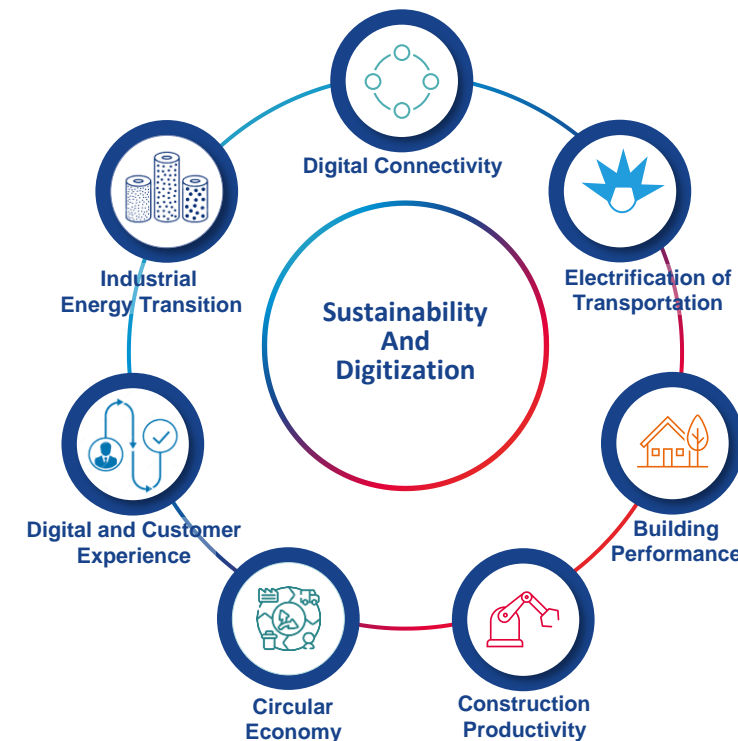 Digital Connectivity
Electrification of
Transportation
Industrial
Energy Transition
Sustainability
And
Digitization
Building
Performance
Digital and Customer
Experience
Circular
Economy
Construction
Productivity